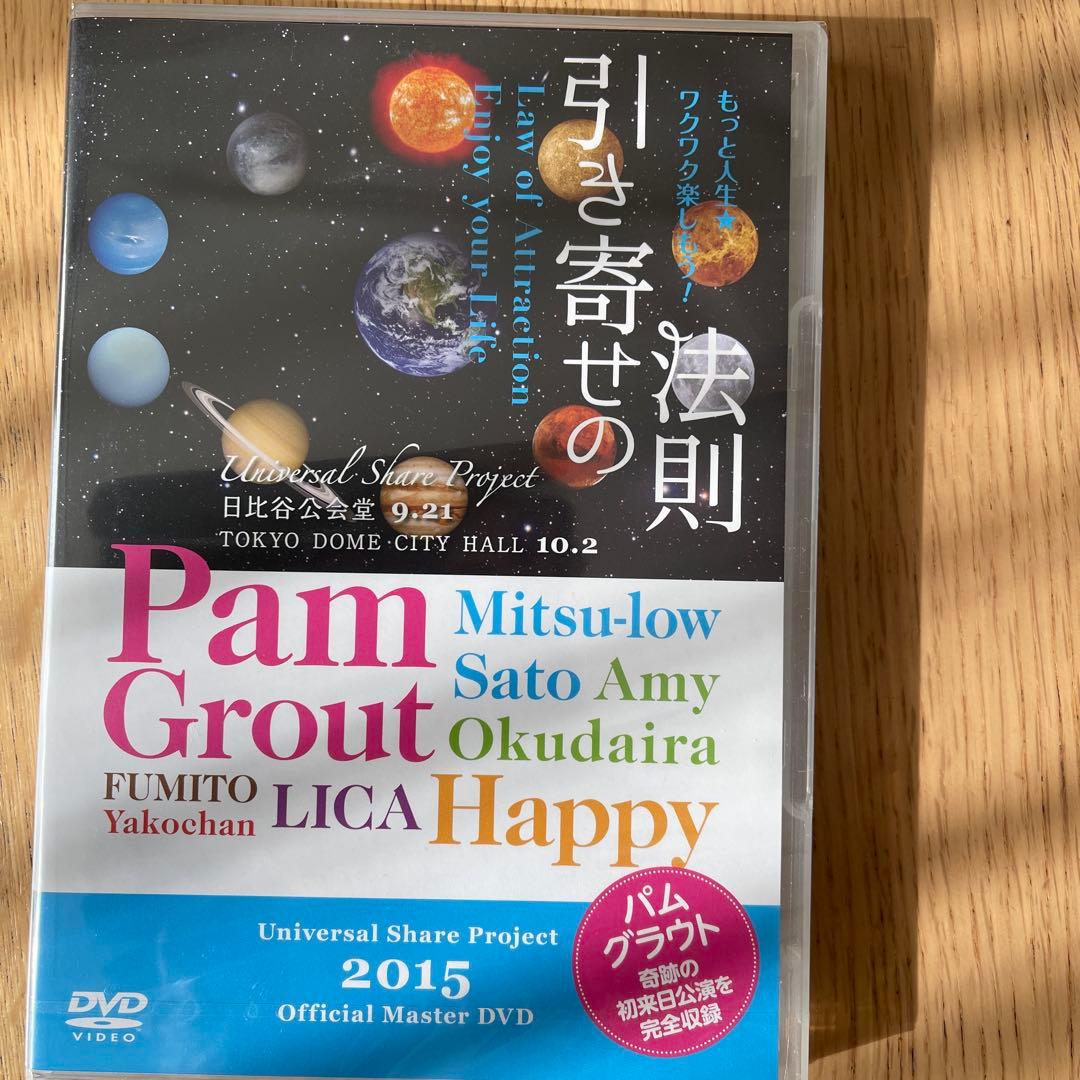 もっと人生★
ワクワク楽しもう!
引き寄せの
法則
Law of Attraction
Enjoy your Life
Universal Share Project
日比谷公会堂 9.21
TOKYO DOME CITY HALL 10.2
Pam
Grout
Mitsu-low
Sato Amy
Okudaira
FUMITO
Yakochan
LICA
Happy
Universal Share Project
2015
Official Master DVD
DVD
VIDEO
パム
グラウト
奇跡の
初来日公演を
完全収録